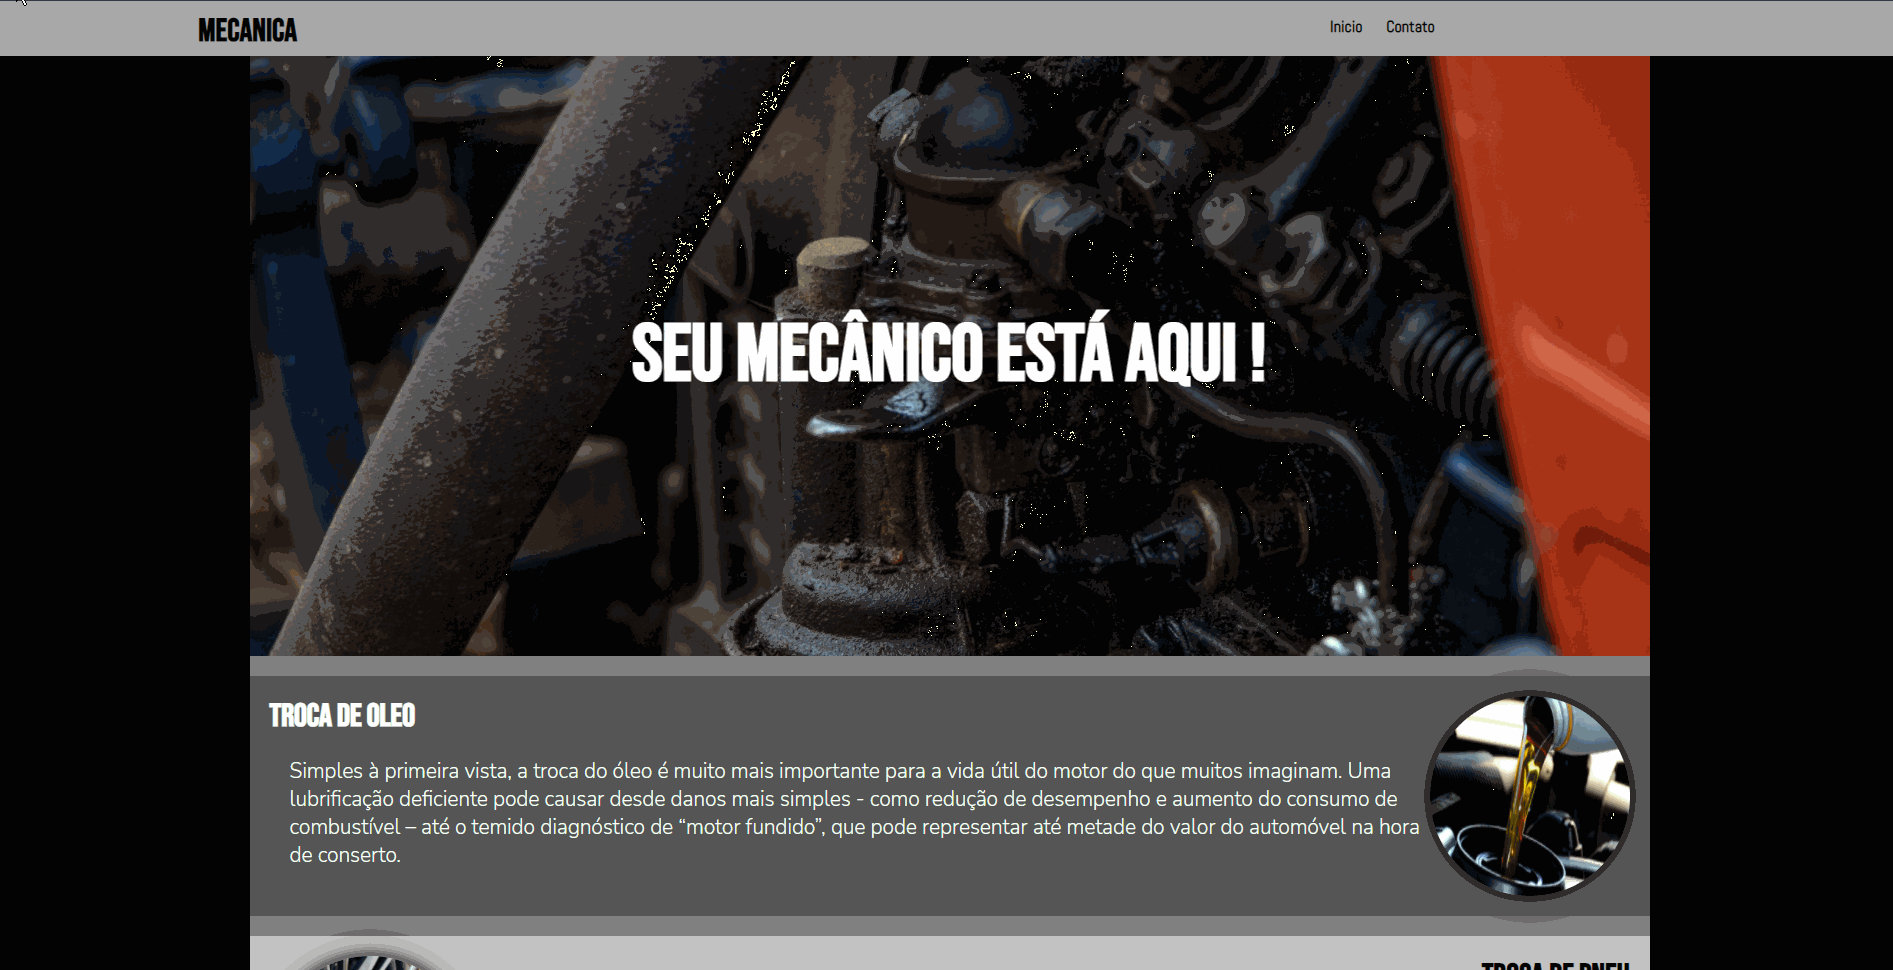 MECANICA
Inicio Contato
SEU MECÂNICO ESTÁ AQUI !
TROCA DE OLEO
Simples à primeira vista, a troca do óleo é muito mais importante para a vida útil do motor do que muitos imaginam. Uma
lubrificação deficiente pode causar desde danos mais simples - como redução de desempenho e aumento do consumo de
combustível – até o temido diagnóstico de “motor fundido”, que pode representar até metade do valor do automóvel na hora
de conserto.
TROCA DE PNEU